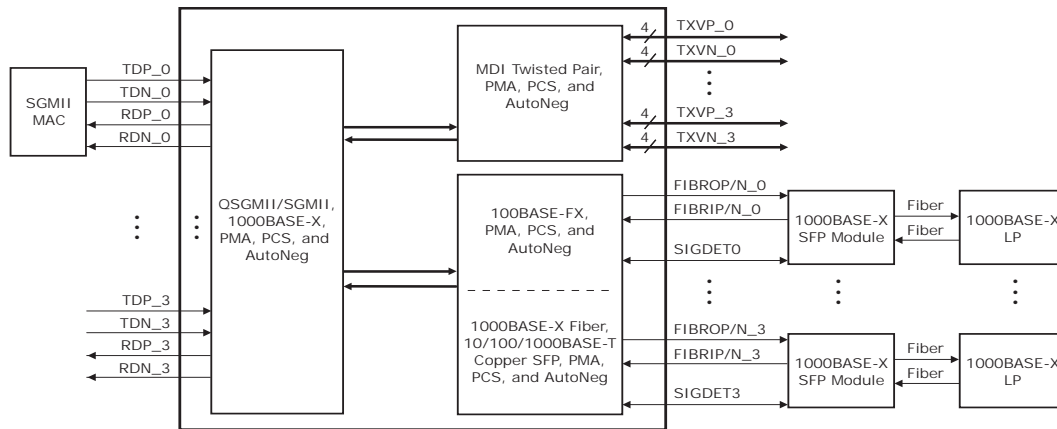 SGMII
MAC
TDP_0
TDN_0
RDP_0
RDN_0
TDP_3
TDN_3
RDP_3
RDN_3
QSGMII/SGMII,
1000BASE-X,
PMA, PCS, and
AutoNeg
MDI Twisted Pair,
PMA, PCS, and
AutoNeg
4 TXVP_0
4 TXVN_0
4 TXVP_3
4 TXVN_3
100BASE-FX,
PMA, PCS, and
AutoNeg
1000BASE-X Fiber,
10/100/1000BASE-T
Copper SFP, PMA,
PCS, and AutoNeg
FIBROP/N_0
FIBRIP/N_0
SIGDET0
1000BASE-X
SFP Module
Fiber
Fiber
1000BASE-X
LP
FIBROP/N_3
FIBRIP/N_3
SIGDET3
1000BASE-X
SFP Module
Fiber
Fiber
1000BASE-X
LP